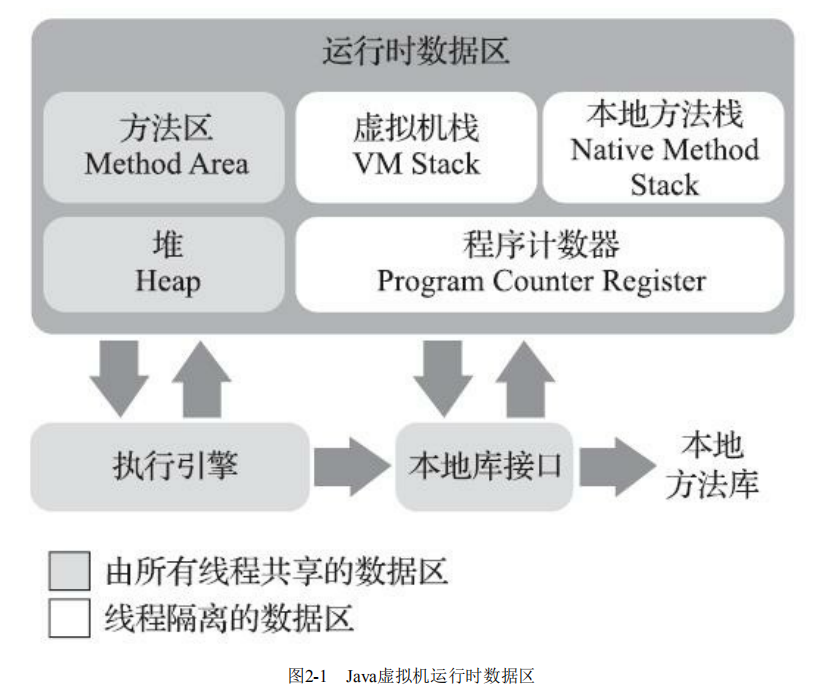 运行时数据区
方法区
Method Area
虚拟机栈
VM Stack
本地方法栈
Native Method
Stack
堆
Heap
程序计数器
Program Counter Register
执行引擎
本地库接口
本地
方法库
由所有线程共享的数据区
线程隔离的数据区
图2-1 Java虚拟机运行时数据区